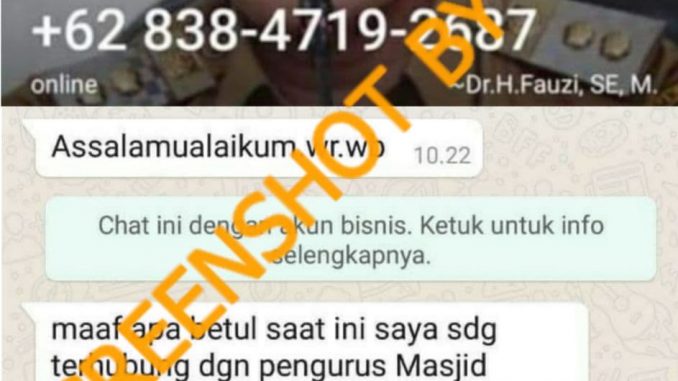 +62 838-4719-2687
online
~Dr.H.Fauzi, SE, M.
Assalamualaikum wr.wb
10.22
Chat ini dengan akun bisnis. Ketuk untuk info
selengkapnya.
maaf apa betul saat ini saya sdg
terhubung dgn pengurus Masjid
REENSHOT BY